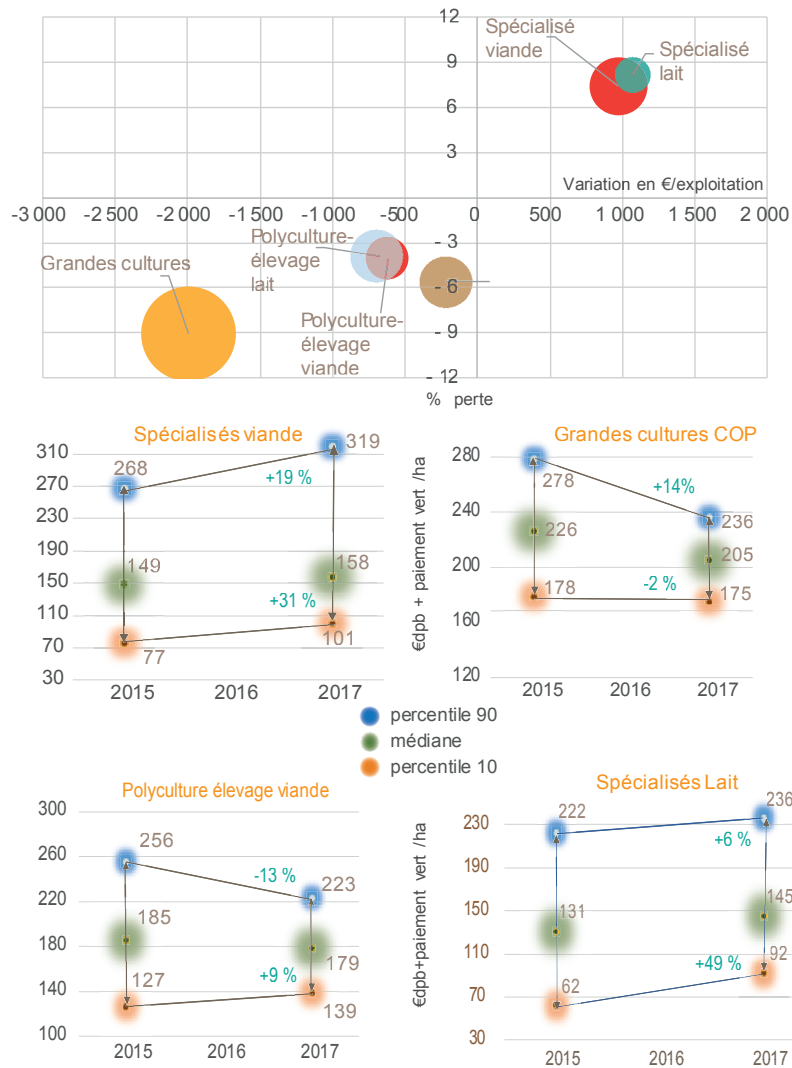 12
Spécialisé
viande
Spécialisé
lait
9
6
3
Variation en €/exploitation
-3 000 -2 500 -2 000 -1 500 -1 000 -500 0 500 1 000 1 500 2 000
Polyculture-
élevage
lait
Grandes cultures
Polyculture-
élevage
viande
- 3
- 6
- 9
- 12
% perte
Spécialisés viande
310
270
230
190
150
110
70
30
268
319
+19 %
149
158
+31 %
77
101
2015 2016 2017
Grandes cultures COP
€dpb + paiement vert /ha
280
240
200
160
120
278
+14%
236
226
205
178
-2 %
175
2015 2016 2017
percentile 90
médiane
percentile 10
Polyculture élevage viande
300
260
220
180
140
100
256
-13 %
223
185
179
127
+9 %
139
2015 2016 2017
Spécialisés Lait
€dpb+paiement vert /ha
230
190
150
110
70
30
222
236
+6 %
131
145
+49 %
62
92
2015 2016 2017